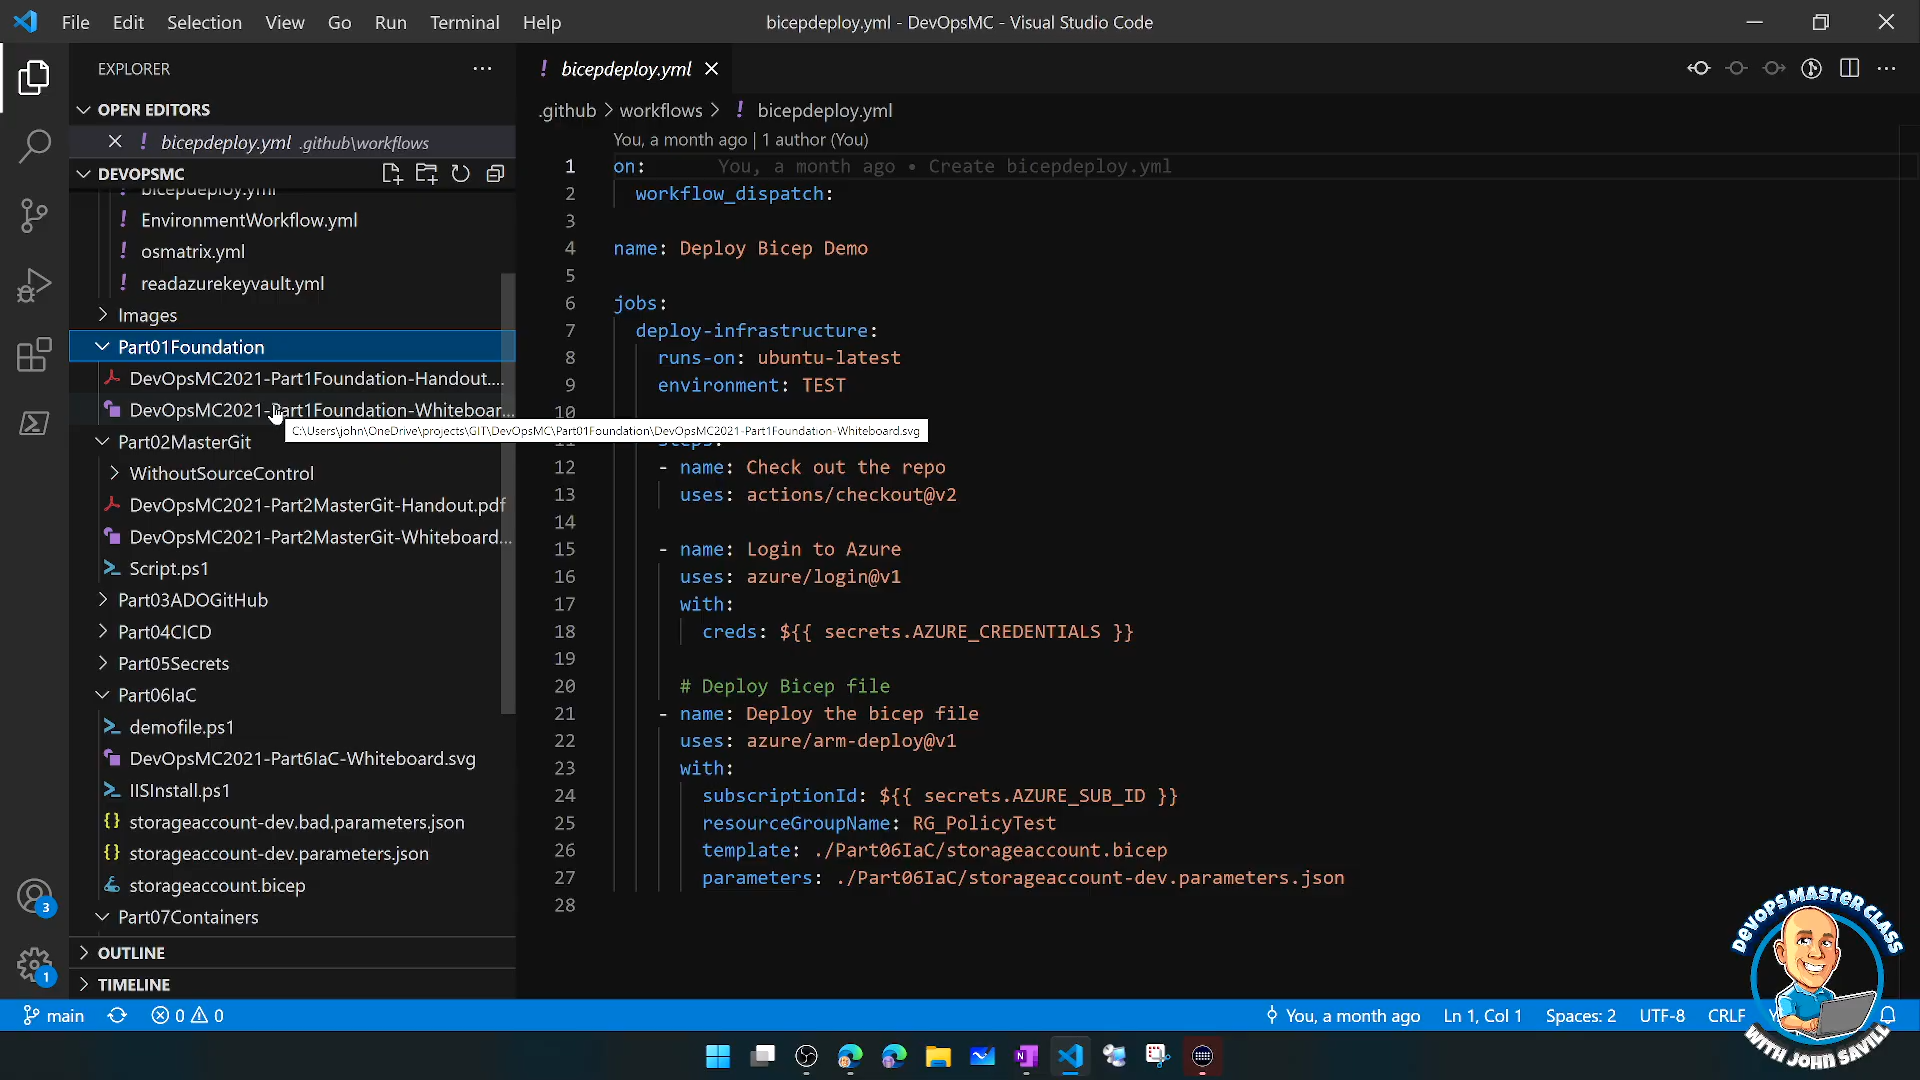 File Edit Selection View Go Run Terminal Help
bicepdeploy.yml - DevOpsMC - Visual Studio Code
EXPLORER
OPEN EDITORS
bicepdeploy.yml .github\workflows
DEVOPSMC
bicepdeploy.yml
EnvironmentWorkflow.yml
osmatrix.yml
readazurekeyvault.yml
Images
Part01Foundation
DevOpsMC2021-Part1Foundation-Handout....
DevOpsMC2021-Part1Foundation-Whiteboar...
C:\Users\john\OneDrive\projects\GIT\DevOpsMC\Part01Foundation\DevOpsMC2021-Part1Foundation-Whiteboard.svg
Part02MasterGit
WithoutSourceControl
DevOpsMC2021-Part2MasterGit-Handout.pdf
DevOpsMC2021-Part2MasterGit-Whiteboard...
Script.ps1
Part03ADOGitHub
Part04CICD
Part05Secrets
Part06IaC
demofile.ps1
DevOpsMC2021-Part6IaC-Whiteboard.svg
IISInstall.ps1
storageaccount-dev.bad.parameters.json
storageaccount-dev.parameters.json
storageaccount.bicep
Part07Containers
OUTLINE
TIMELINE
3
1
bicepdeploy.yml
.github > workflows > ! bicepdeploy.yml
You, a month ago | 1 author (You)
1 on: You, a month ago • Create bicepdeploy.yml
2 workflow_dispatch:
3
4 name: Deploy Bicep Demo
5
6 jobs:
7 deploy-infrastructure:
8 runs-on: ubuntu-latest
9 environment: TEST
10
11 steps:
12 - name: Check out the repo
13 uses: actions/checkout@v2
14
15 - name: Login to Azure
16 uses: azure/login@v1
17 with:
18 creds: ${{ secrets.AZURE_CREDENTIALS }}
19
20 # Deploy Bicep file
21 - name: Deploy the bicep file
22 uses: azure/arm-deploy@v1
23 with:
24 subscriptionId: ${{ secrets.AZURE_SUB_ID }}
25 resourceGroupName: RG_PolicyTest
26 template: ./Part06IaC/storageaccount.bicep
27 parameters: ./Part06IaC/storageaccount-dev.parameters.json
28
DEVOPS MASTER CLASS
WITH JOHN SAVILL
main 0 0
You, a month ago Ln 1, Col 1 Spaces: 2 UTF-8 CRLF